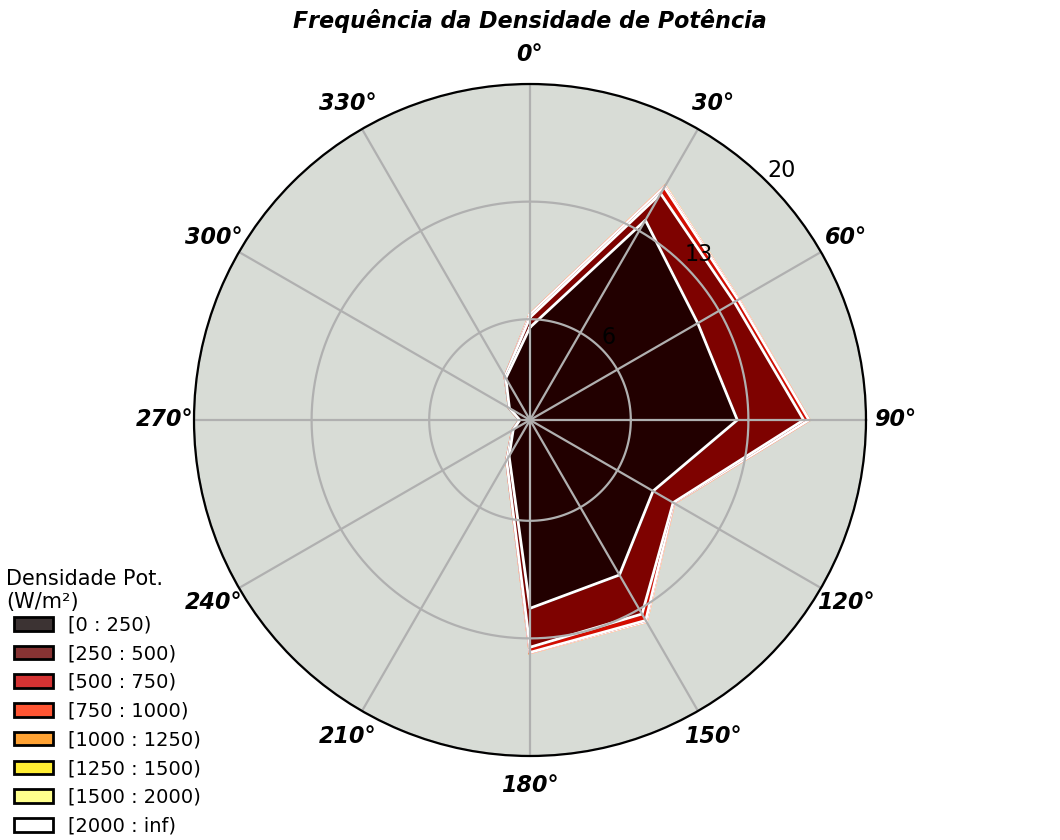 Frequência da Densidade de Potência
0°
330°
30°
20
300°
60°
13
6
270°
90°
240°
120°
210°
150°
180°
Densidade Pot.
(W/m²)
[0 : 250)
[250 : 500)
[500 : 750)
[750 : 1000)
[1000 : 1250)
[1250 : 1500)
[1500 : 2000)
[2000 : inf)